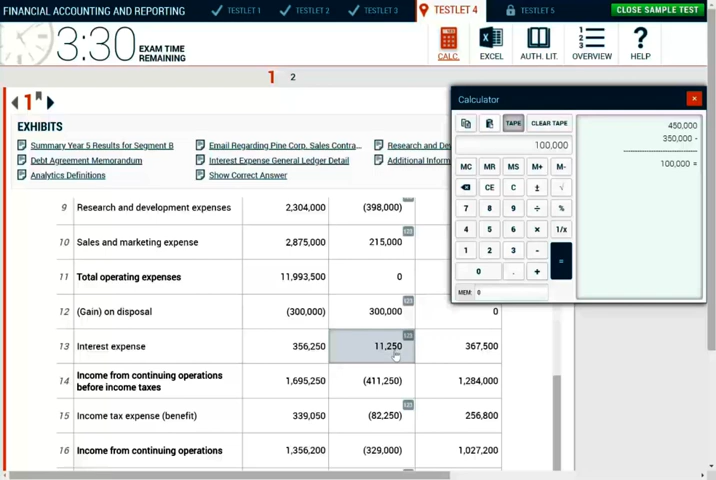 FINANCIAL ACCOUNTING AND REPORTING
TESTLET 1
TESTLET 2
TESTLET 3
TESTLET 4
TESTLET 5
CLOSE SAMPLE TEST
3:30 EXAM TIME REMAINING
CALC.
EXCEL
AUTH. LIT.
OVERVIEW
HELP
1 2
1
EXHIBITS
Summary Year 5 Results for Segment B
Email Regarding Pine Corp. Sales Contra...
Research and De
Debt Agreement Memorandum
Interest Expense General Ledger Detail
Additional Inform
Analytics Definitions
Show Correct Answer
9 Research and development expenses 2,304,000 (398,000)
10 Sales and marketing expense 2,875,000 215,000
11 Total operating expenses 11,993,500 0
12 (Gain) on disposal (300,000) 300,000 0
13 Interest expense 356,250 11,250 367,500
14 Income from continuing operations before income taxes 1,695,250 (411,250) 1,284,000
15 Income tax expense (benefit) 339,050 (82,250) 256,800
16 Income from continuing operations 1,356,200 (329,000) 1,027,200
Calculator
TAPE CLEAR TAPE
100,000
MC MR MS M+ M-
CE C ± √
7 8 9 ÷ %
4 5 6 × 1/x
1 2 3 - =
0 . +
MEM: 0
450,000
350,000 -
100,000 =